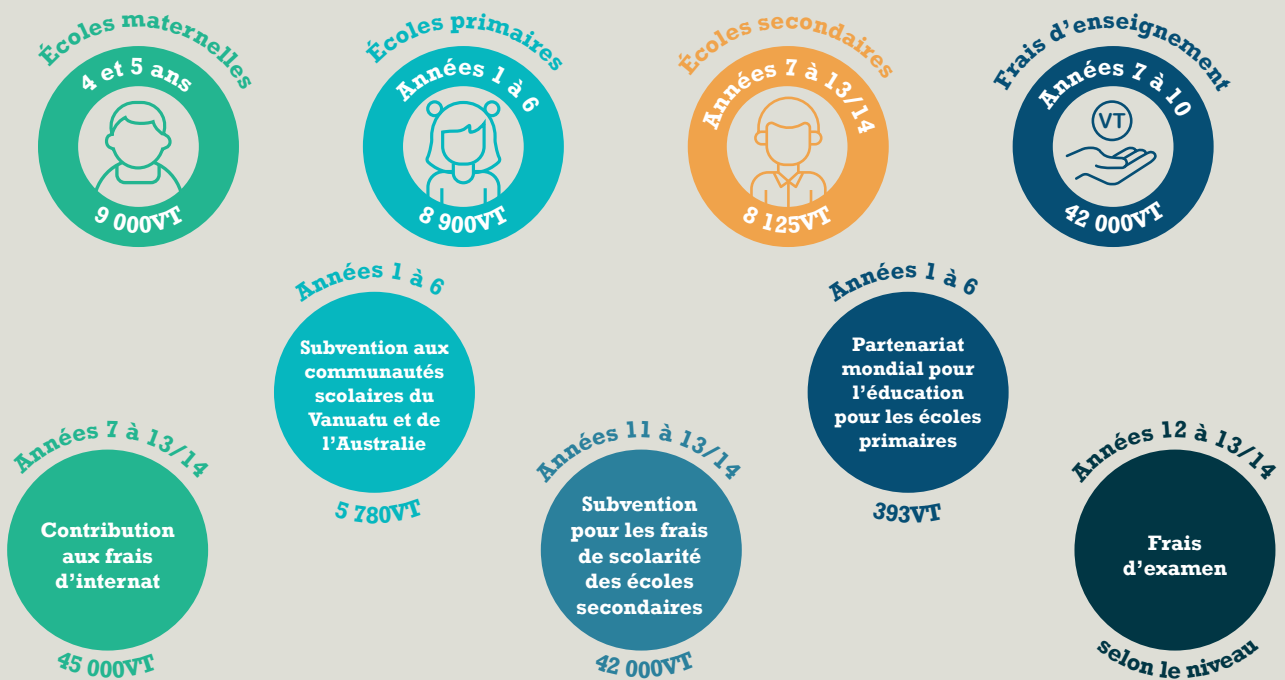 Écoles maternelles
4 et 5 ans
9 000VT
Écoles primaires
Années 1 à 6
8 900VT
Écoles secondaires
Années 7 à 13/14
8 125VT
Frais d'enseignement
Années 7 à 10
VT
42 000VT
Années 1 à 6
Subvention aux
communautés
scolaires du
Vanuatu et de
l'Australie
5 780VT
Années 1 à 6
Partenariat
mondial pour
l'éducation
pour les écoles
primaires
393VT
Années 7 à 13/14
Contribution
aux frais
d'internat
45 000VT
Années 11 à 13/14
Subvention
pour les frais
de scolarité
des écoles
secondaires
42 000VT
Années 12 à 13/14
Frais
d'examen
selon le niveau